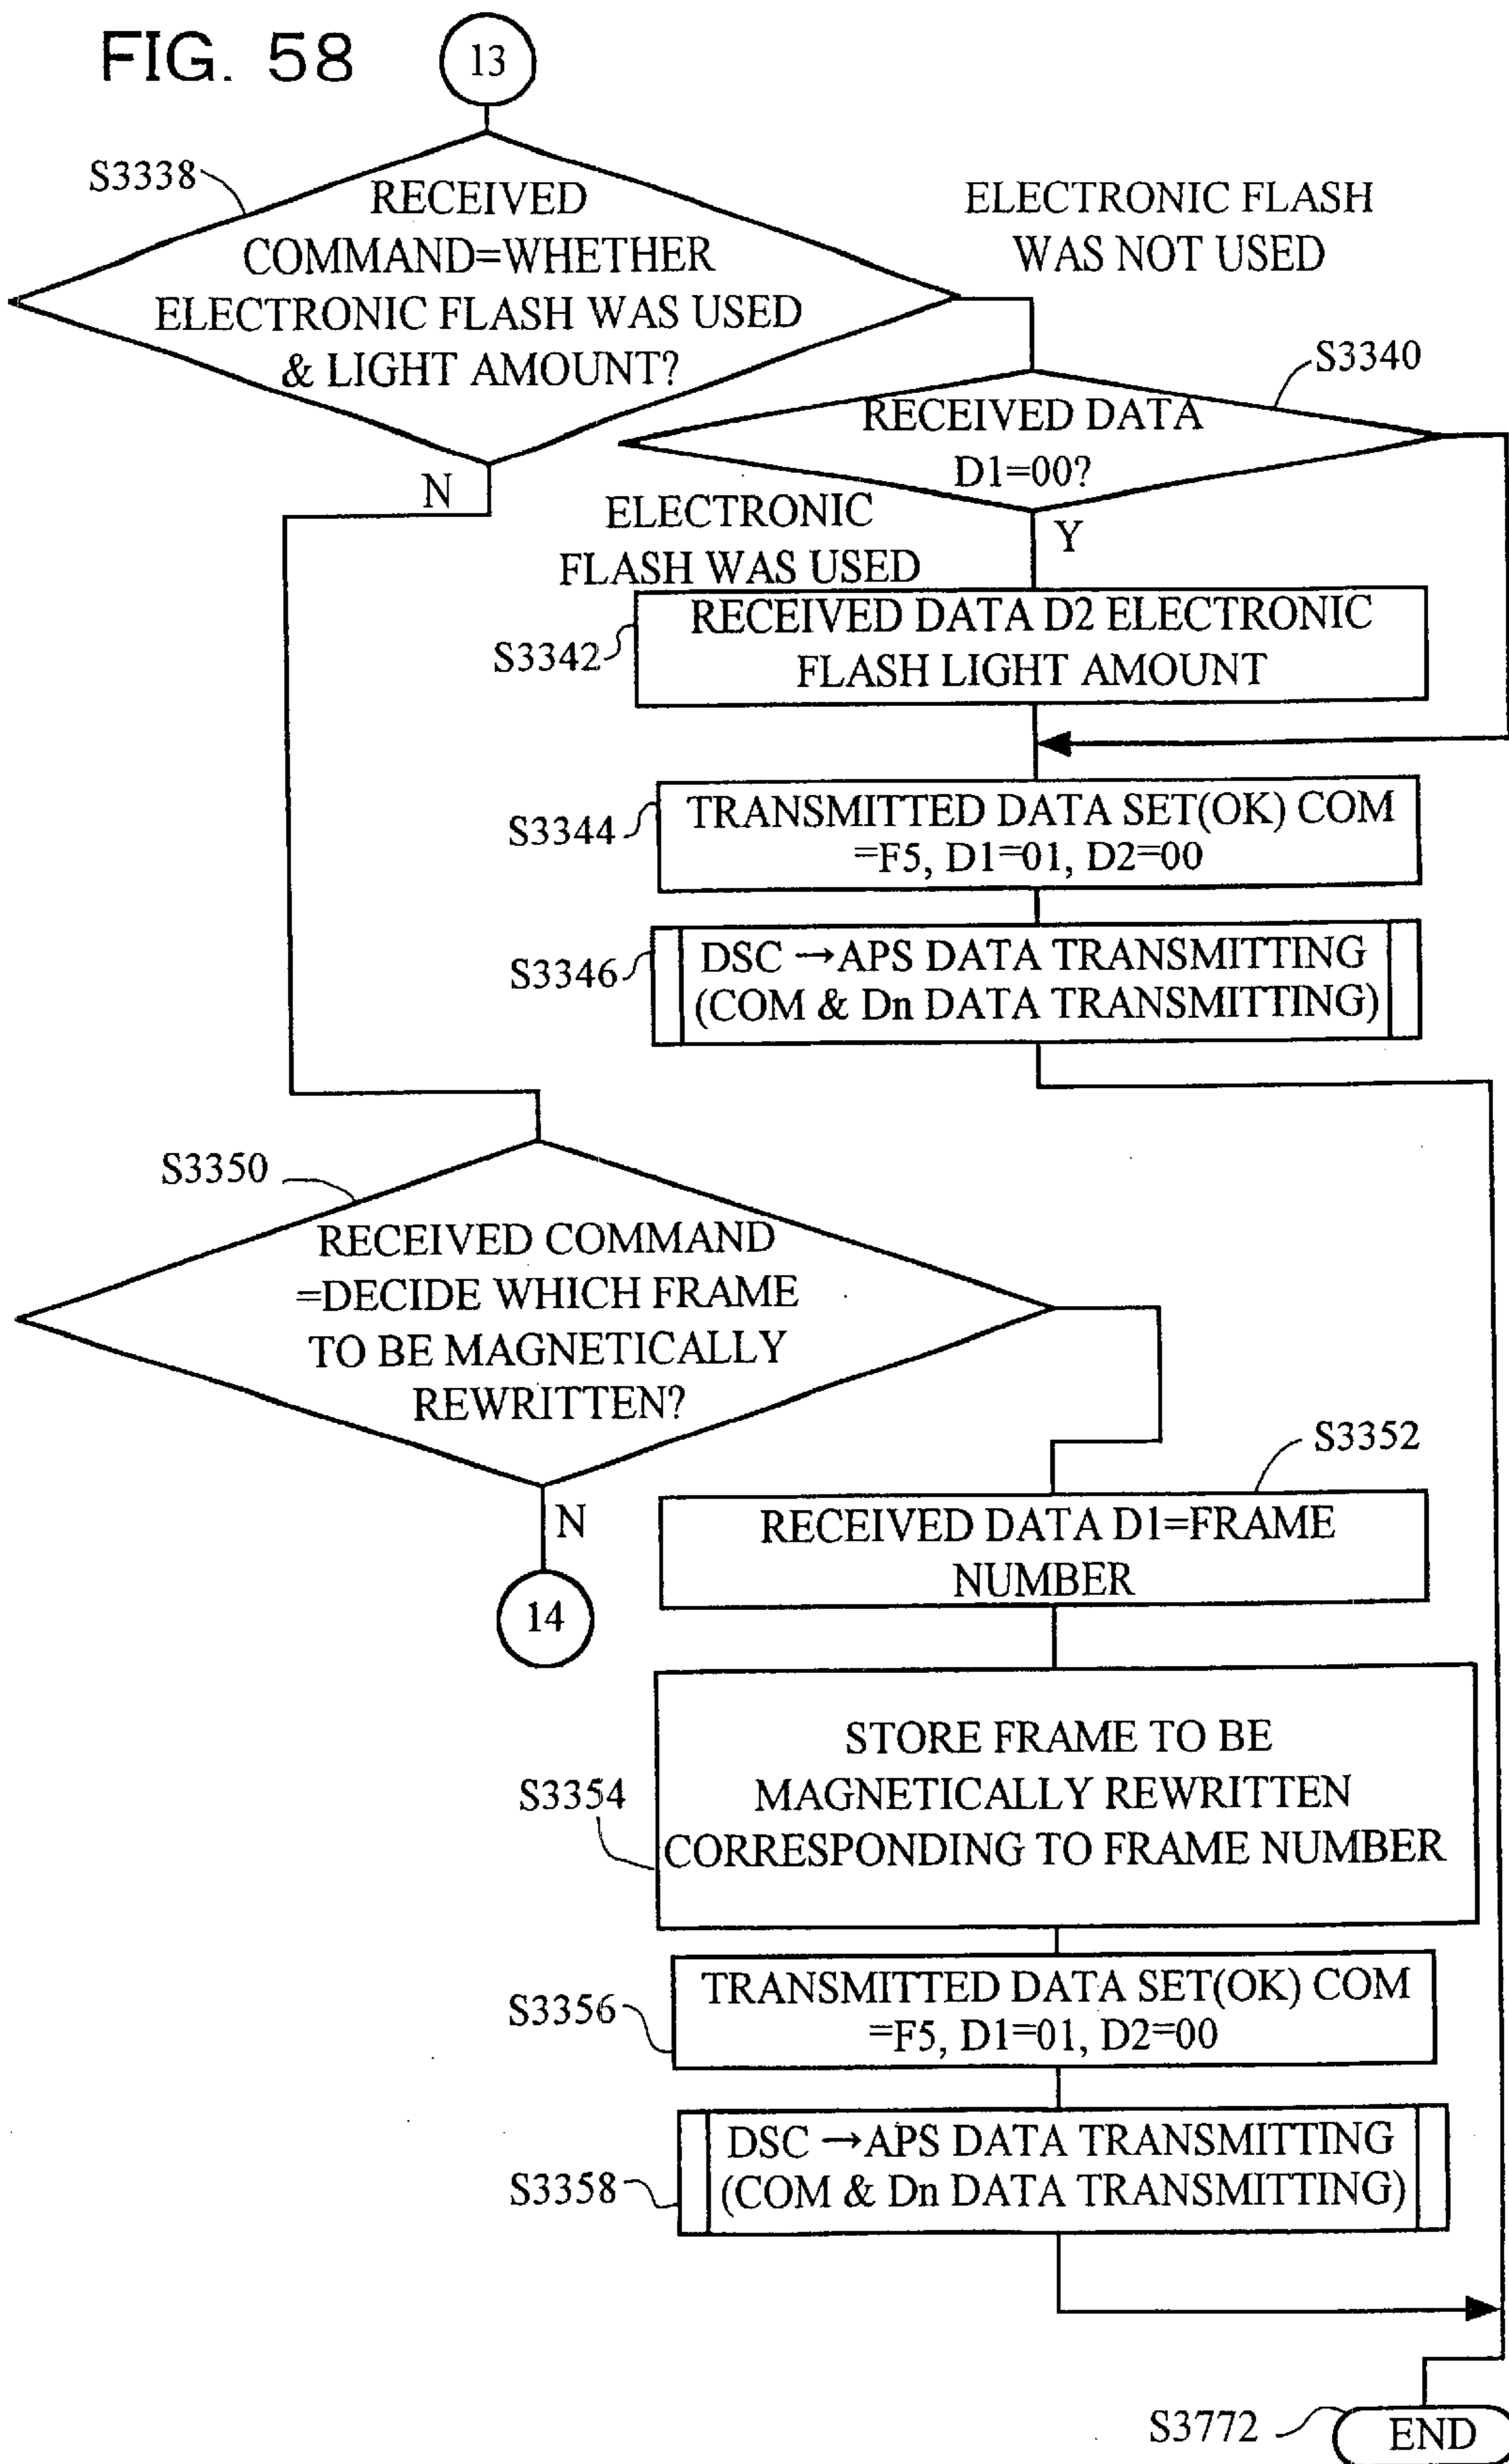 FIG. 58
13
S3338
RECEIVED
COMMAND=WHETHER
ELECTRONIC FLASH WAS USED
& LIGHT AMOUNT?
ELECTRONIC FLASH
WAS NOT USED
N
S3340
RECEIVED DATA
D1=00?
Y
ELECTRONIC
FLASH WAS USED
S3342
RECEIVED DATA D2 ELECTRONIC
FLASH LIGHT AMOUNT
S3344
TRANSMITTED DATA SET(OK) COM
=F5, D1=01, D2=00
S3346
DSC →APS DATA TRANSMITTING
(COM & Dn DATA TRANSMITTING)
S3350
RECEIVED COMMAND
=DECIDE WHICH FRAME
TO BE MAGNETICALLY
REWRITTEN?
N
14
S3352
RECEIVED DATA D1=FRAME
NUMBER
S3354
STORE FRAME TO BE
MAGNETICALLY REWRITTEN
CORRESPONDING TO FRAME NUMBER
S3356
TRANSMITTED DATA SET(OK) COM
=F5, D1=01, D2=00
S3358
DSC →APS DATA TRANSMITTING
(COM & Dn DATA TRANSMITTING)
S3772
END